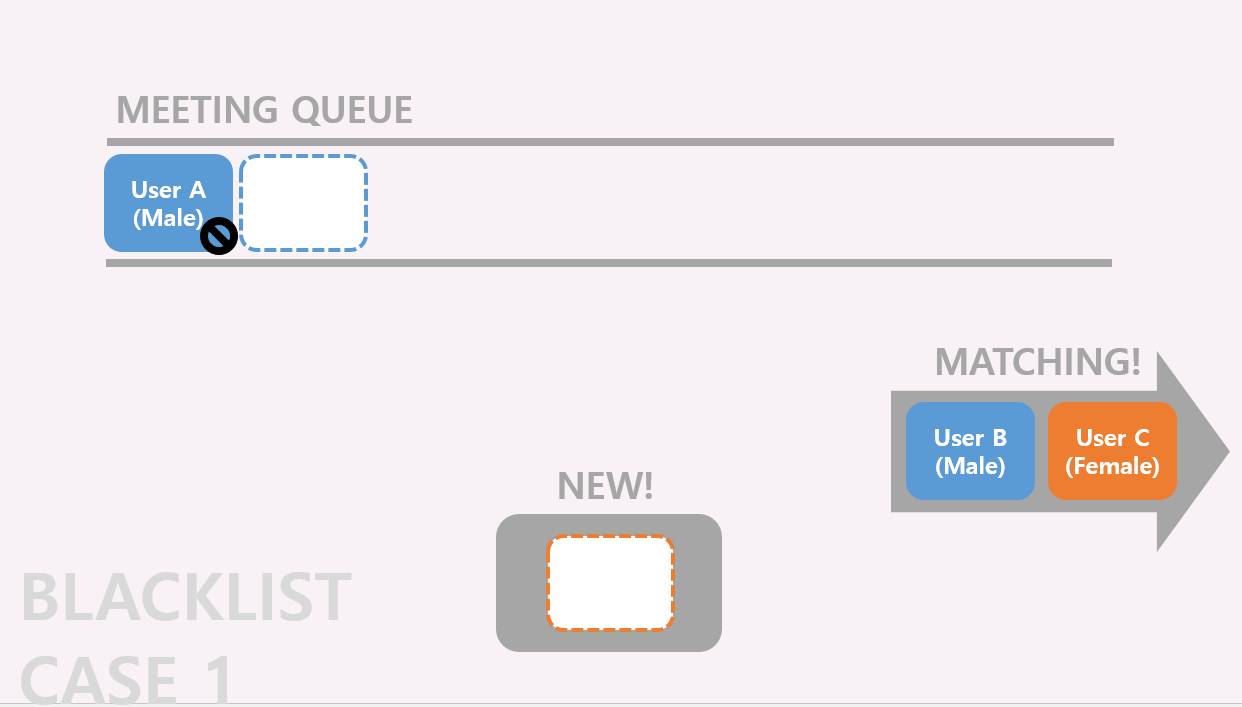 MEETING QUEUE
User A
(Male)
MATCHING!
User B
(Male)
User C
(Female)
NEW!
BLACKLIST
CASE 1